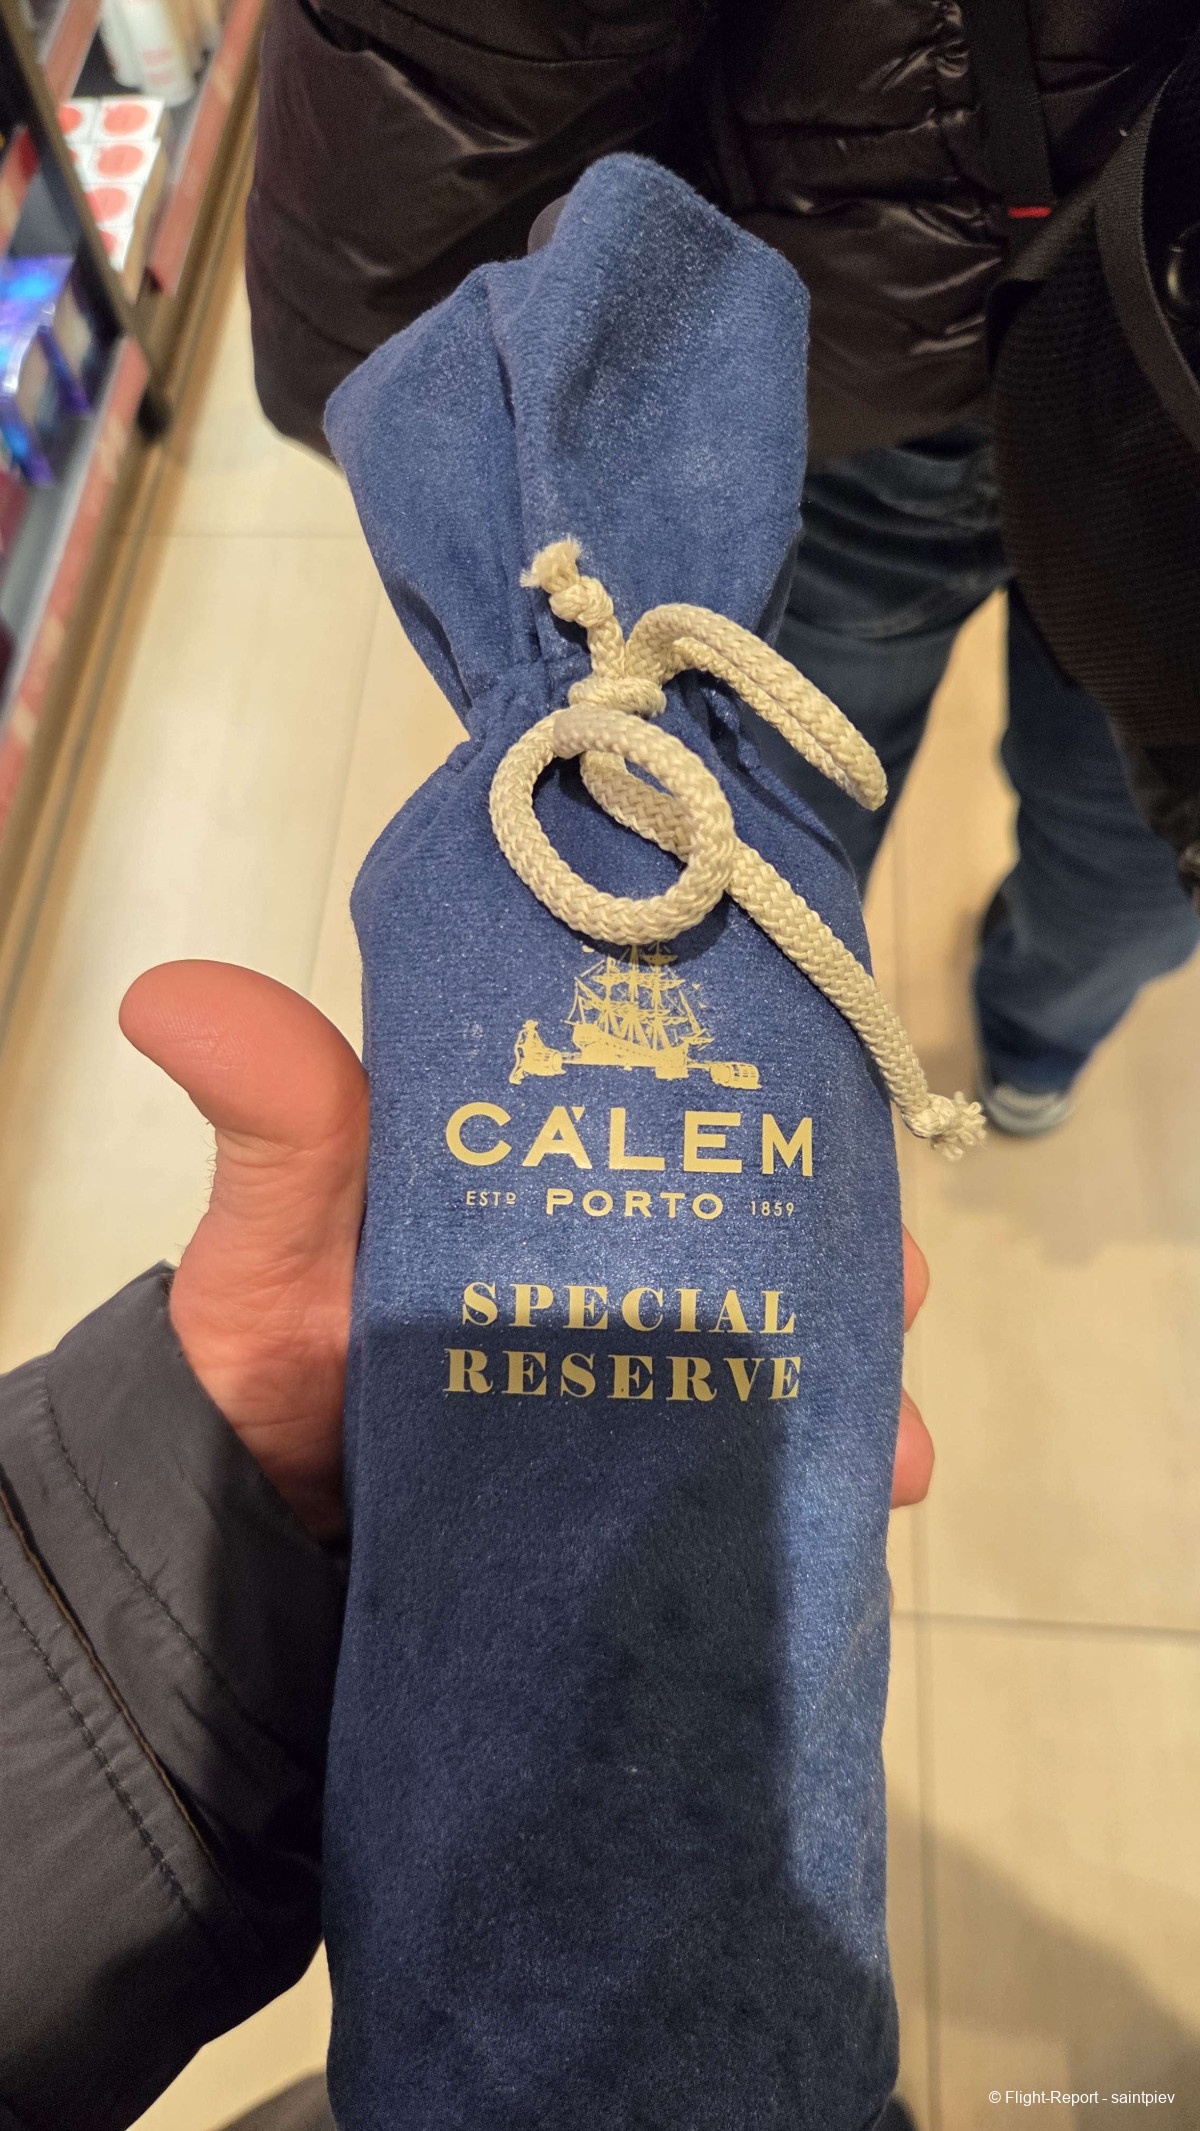 CÁLEM
ESTº PORTO 1859
SPECIAL
RESERVE
© Flight-Report - saintpiev